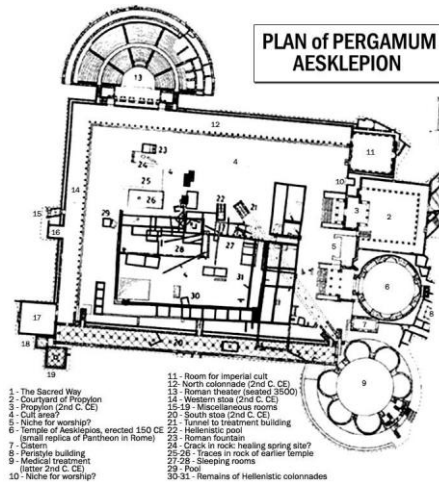 PLAN of PERGAMUM
AESKLEPION
13
12
11
23
24
4
14
25
10
26
22
21
3
2
15
29
16
28
27
5
6
31
30
17
8
18
20
19
9
1 - The Sacred Way
2 - Courtyard of Propylon
3 - Propylon (2nd C. CE)
4 - Cult area?
5 - Niche for worship?
6 - Temple of Aesklepios, erected 150 CE
(small replica of Pantheon in Rome)
7 - Cistern
8 - Peristyle building
9 - Medical treatment
(latter 2nd C. CE)
10 - Niche for worship?
11 - Room for imperial cult
12- North colonnade (2nd C. CE)
13 - Roman theater (seated 3500)
14 - Western stoa (2nd C. CE)
15-19 - Miscellaneous rooms
20 - South stoa (2nd C. CE)
21 - Tunnel to treatment building
22 - Hellenistic pool
23 - Roman fountain
24 - Crack in rock: healing spring site?
25-26 - Traces in rock of earlier temple
27-28 - Sleeping rooms
29 - Pool
30-31 - Remains of Hellenistic colonnades